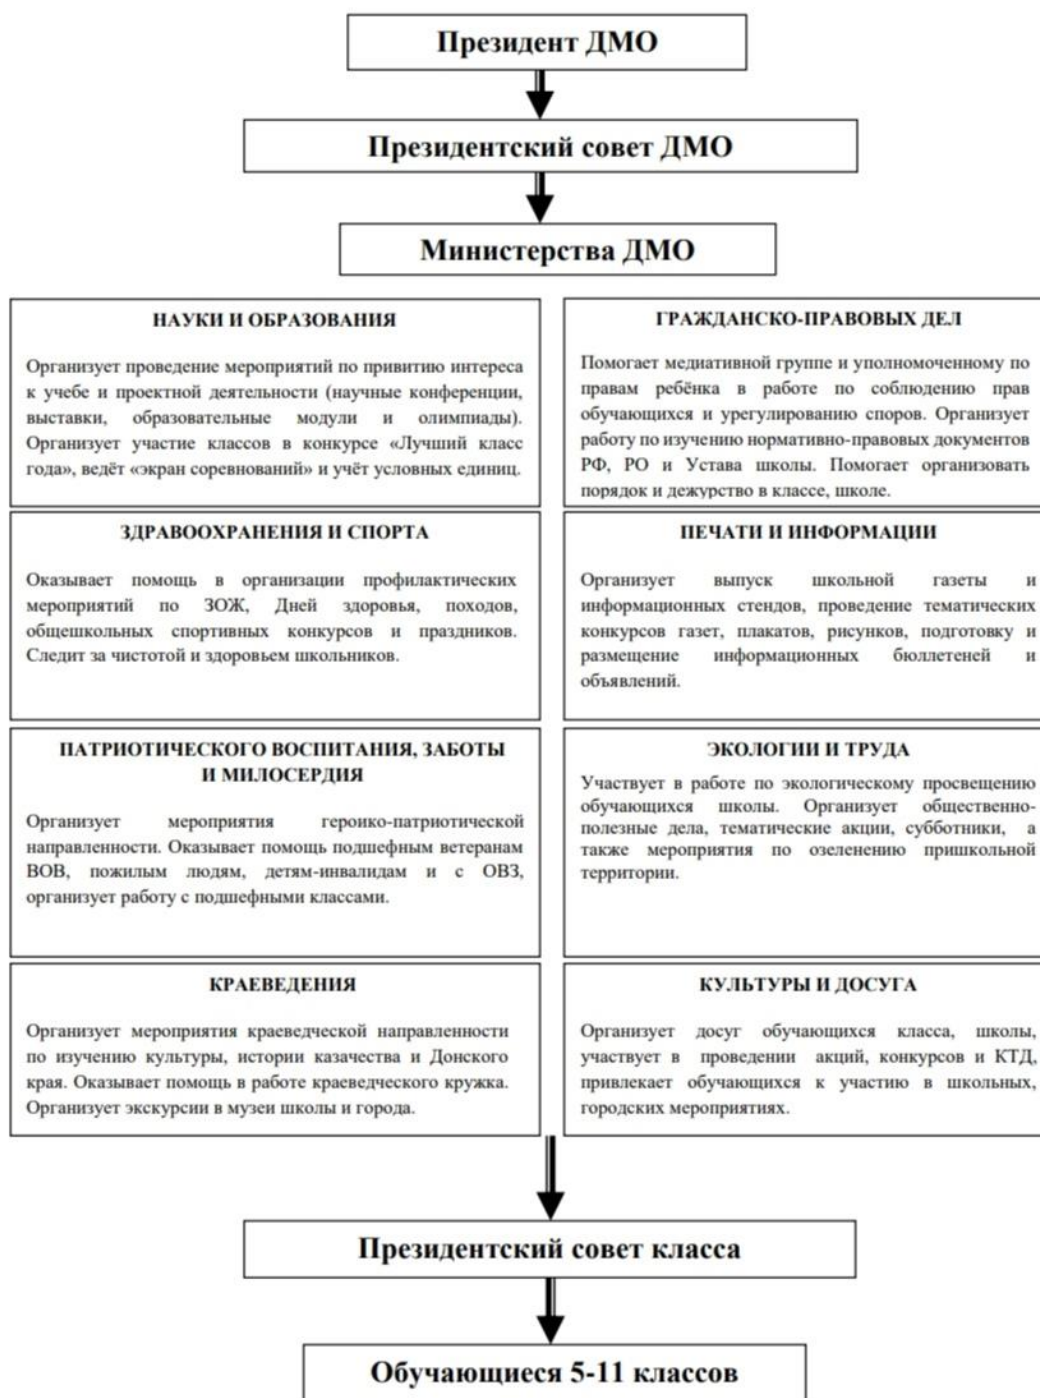 Президент ДМО
Президентский совет ДМО
Министерства ДМО
НАУКИ И ОБРАЗОВАНИЯ
Организует проведение мероприятий по привитию интереса
к учебе и проектной деятельности (научные конференции,
выставки, образовательные модули и олимпиады).
Организует участие классов в конкурсе «Лучший класс
года», ведёт «экран соревнований» и учёт условных единиц.
ГРАЖДАНСКО-ПРАВОВЫХ ДЕЛ
Помогает медиативной группе и уполномоченному по
правам ребёнка в работе по соблюдению прав
обучающихся и урегулированию споров. Организует
работу по изучению нормативно-правовых документов
РФ, РО и Устава школы. Помогает организовать
порядок и дежурство в классе, школе.
ЗДРАВООХРАНЕНИЯ И СПОРТА
Оказывает помощь в организации профилактических
мероприятий по ЗОЖ, Дней здоровья, походов,
общешкольных спортивных конкурсов и праздников.
Следит за чистотой и здоровьем школьников.
ПЕЧАТИ И ИНФОРМАЦИИ
Организует выпуск школьной газеты и
информационных стендов, проведение тематических
конкурсов газет, плакатов, рисунков, подготовку и
размещение информационных бюллетеней и
объявлений.
ПАТРИОТИЧЕСКОГО ВОСПИТАНИЯ, ЗАБОТЫ
И МИЛОСЕРДИЯ
Организует мероприятия героико-патриотической
направленности. Оказывает помощь подшефным ветеранам
ВОВ, пожилым людям, детям-инвалидам и с ОВЗ,
организует работу с подшефными классами.
ЭКОЛОГИИ И ТРУДА
Участвует в работе по экологическому просвещению
обучающихся школы. Организует общественно-
полезные дела, тематические акции, субботники, а
также мероприятия по озеленению пришкольной
территории.
КРАЕВЕДЕНИЯ
Организует мероприятия краеведческой направленности
по изучению культуры, истории казачества и Донского
края. Оказывает помощь в работе краеведческого кружка.
Организует экскурсии в музеи школы и города.
КУЛЬТУРЫ И ДОСУГА
Организует досуг обучающихся класса, школы,
участвует в проведении акций, конкурсов и КТД,
привлекает обучающихся к участию в школьных,
городских мероприятиях.
Президентский совет класса
Обучающиеся 5-11 классов